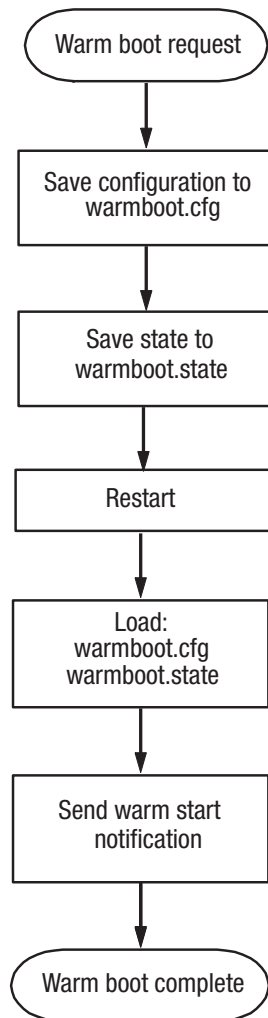 Warm boot request
Save configuration to
warmboot.cfg
Save state to
warmboot.state
Restart
Load:
warmboot.cfg
warmboot.state
Send warm start
notification
Warm boot complete